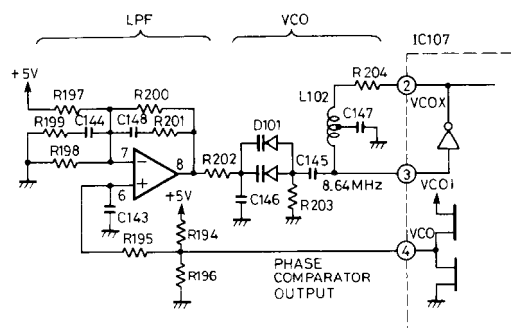 LPF VCO
IC107
+5V
R197
R200
R204
2
R199
C144
C148
R201
L102
VCOX
C147
D101
R198
7
8
R202
C145
3
6
C146
R203
8.64MHz
VCOi
C143
+5V
R194
VCO
R195
4
R196
PHASE
COMPARATOR
OUTPUT